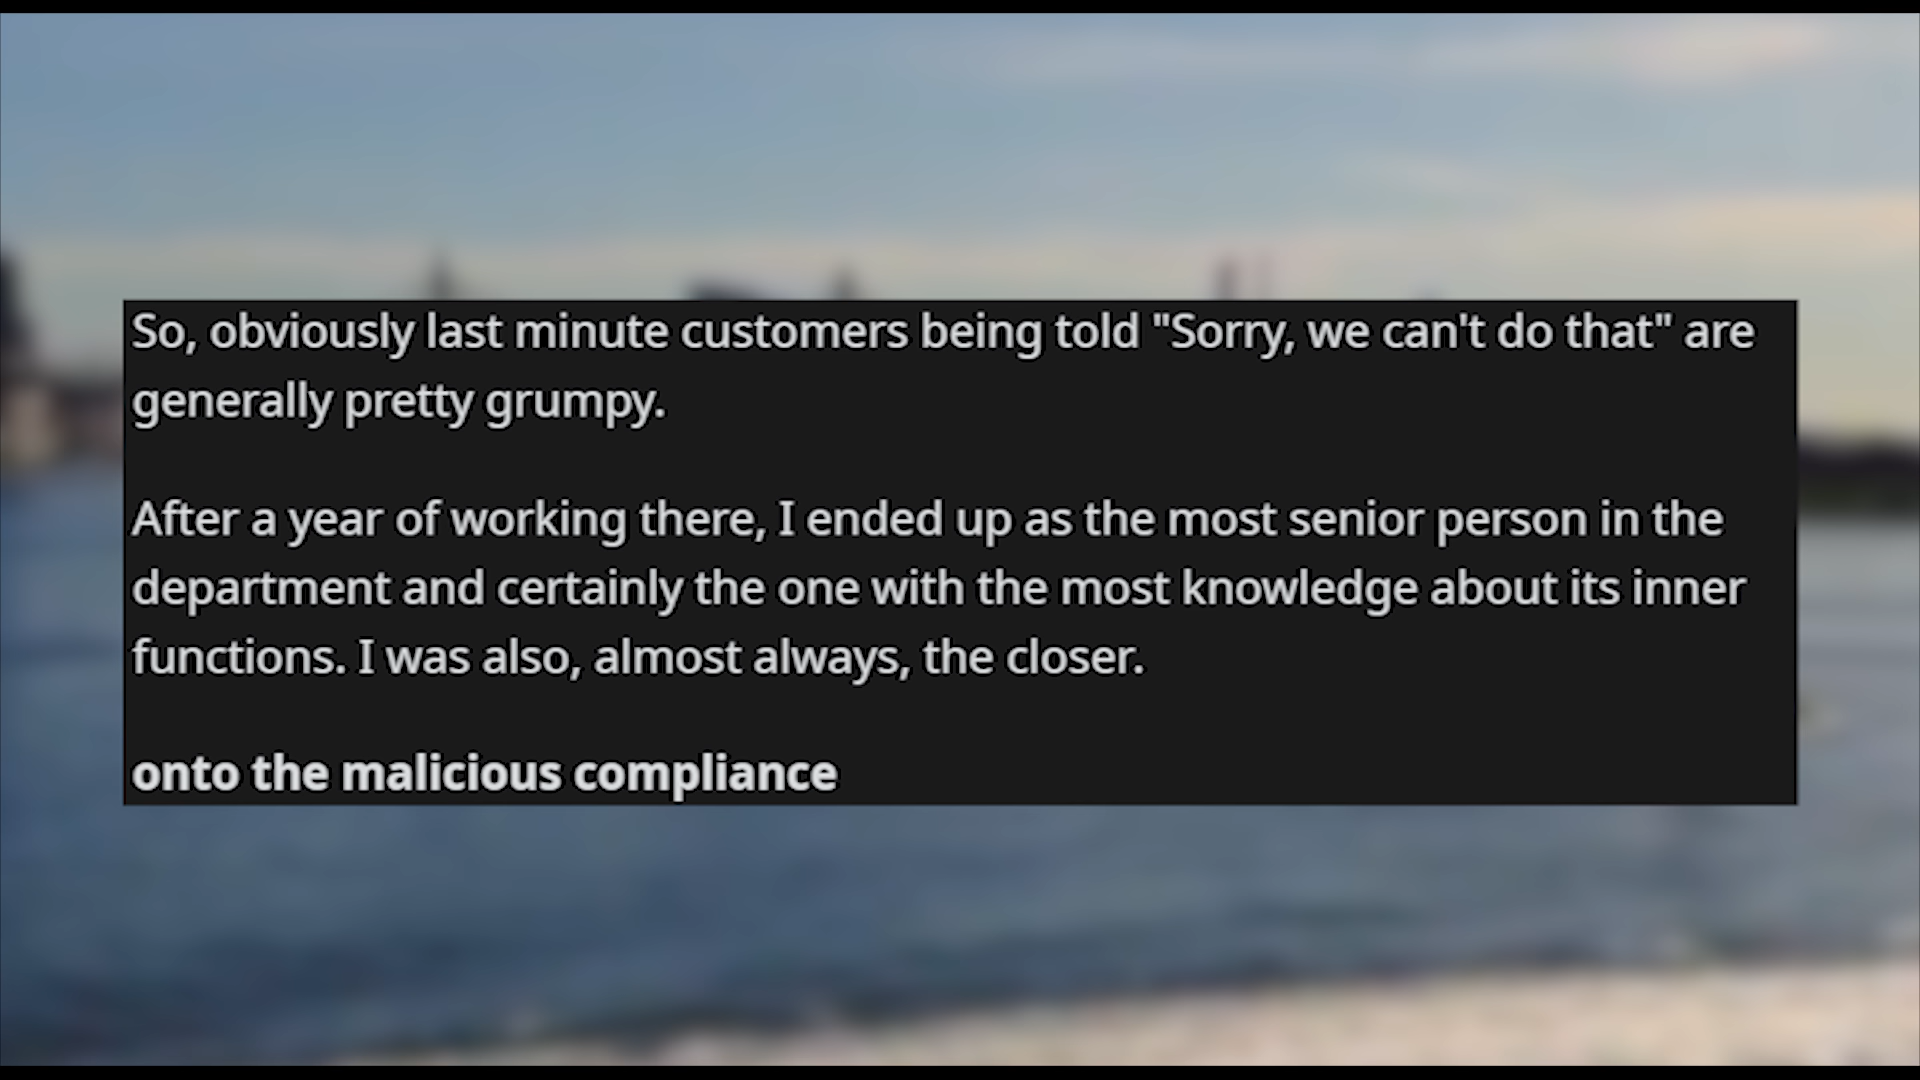 So, obviously last minute customers being told "Sorry, we can't do that" are
generally pretty grumpy.
After a year of working there, I ended up as the most senior person in the
department and certainly the one with the most knowledge about its inner
functions. I was also, almost always, the closer.
onto the malicious compliance